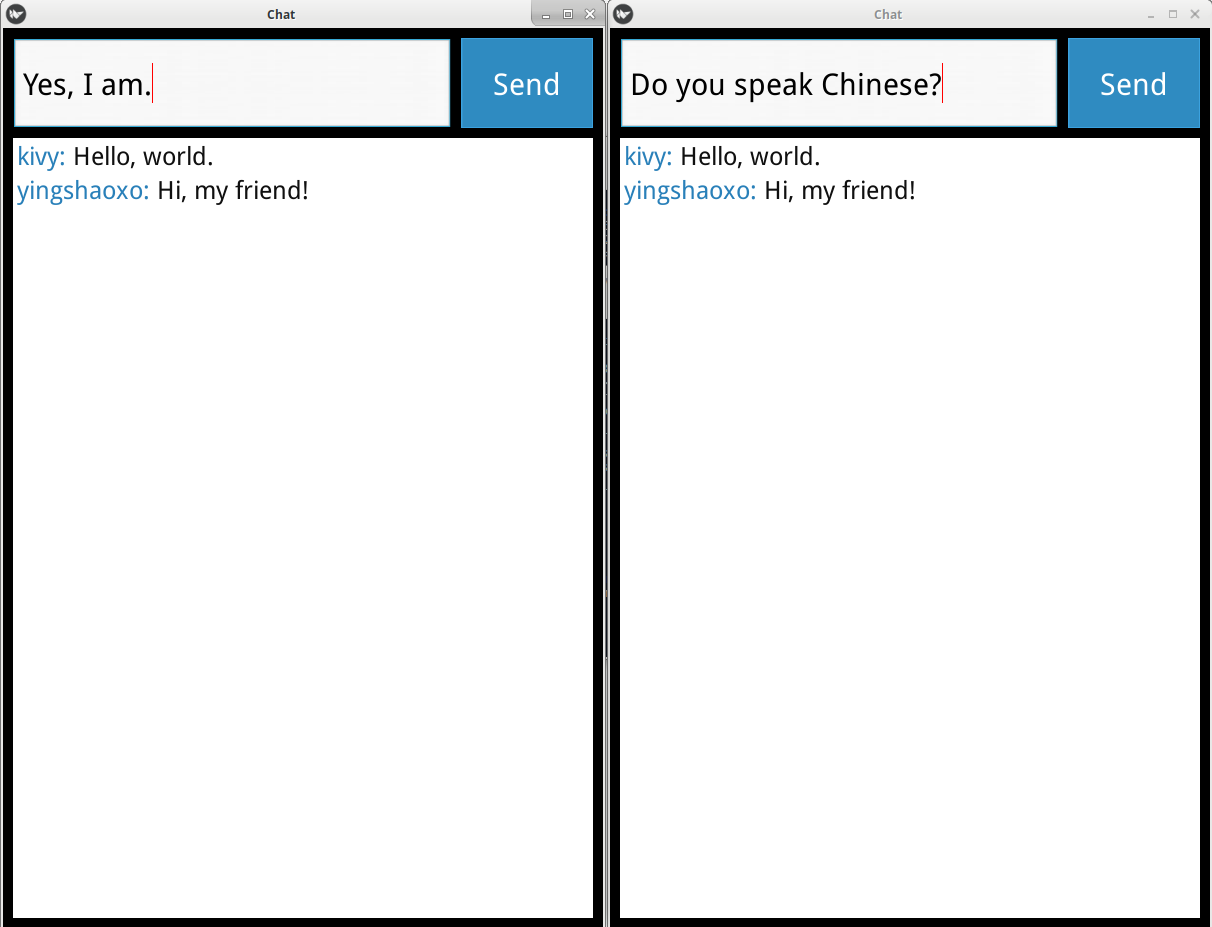 Chat
Yes, I am.
Send
kivy: Hello, world.
yingshaoxo: Hi, my friend!
Chat
Do you speak Chinese?
Send
kivy: Hello, world.
yingshaoxo: Hi, my friend!